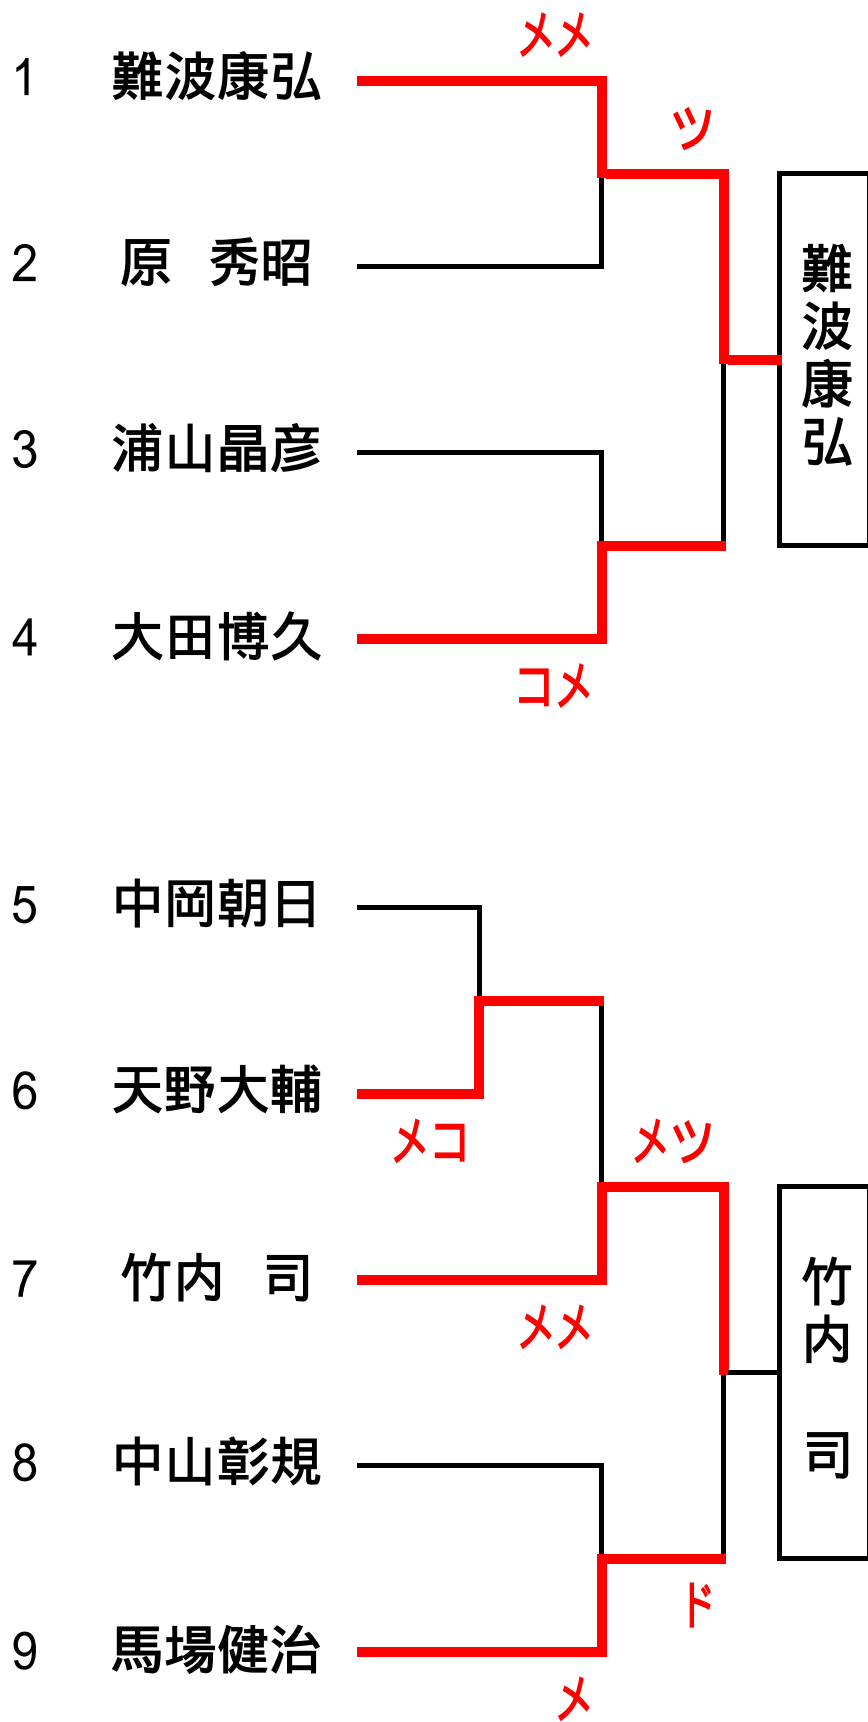 メメ
1 難波康弘
ツ
2 原 秀昭
難波康弘
3 浦山晶彦
4 大田博久
コメ
5 中岡朝日
6 天野大輔
メコ
メツ
7 竹内 司
竹内 司
メメ
8 中山彰規
ド
9 馬場健治
メ